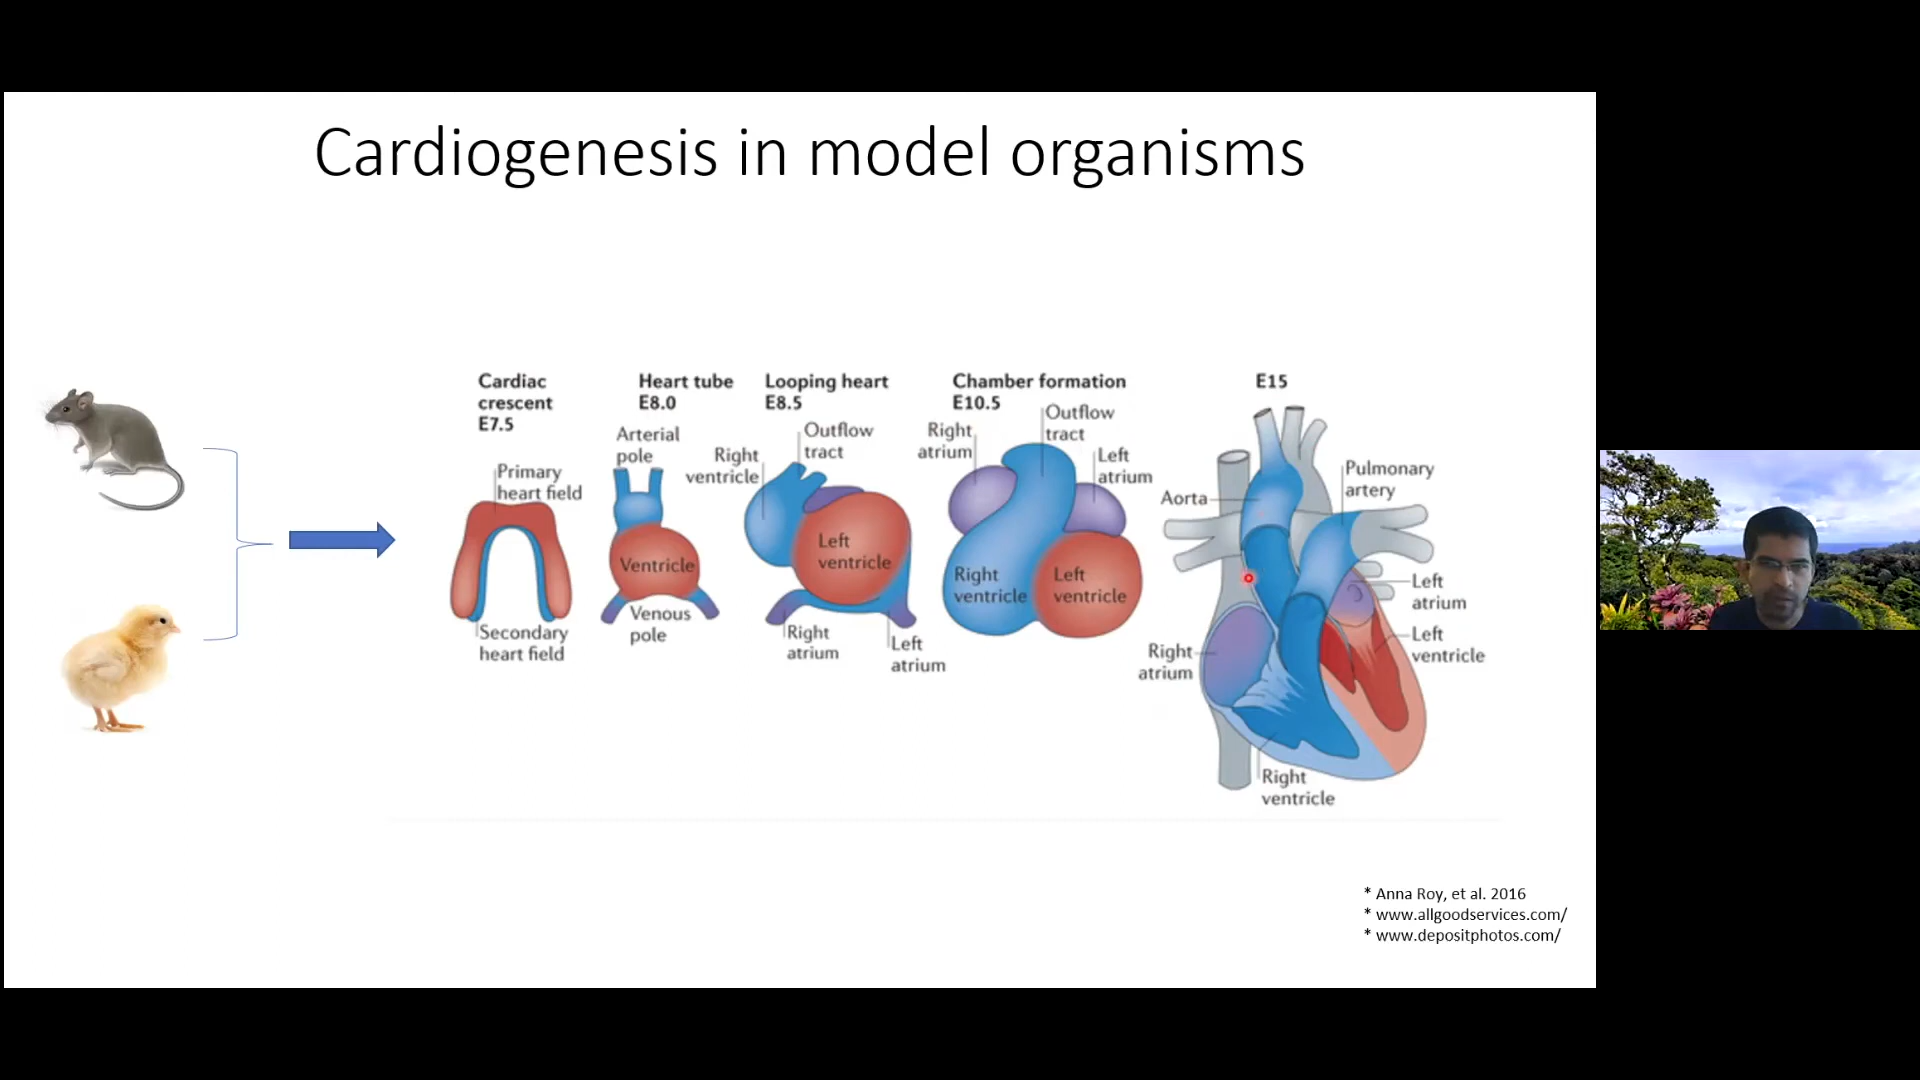 Cardiogenesis in model organisms
Cardiac
crescent
E7.5
Primary
heart field
Secondary
heart field
Heart tube
E8.0
Arterial
pole
Ventricle
Venous
pole
Looping heart
E8.5
Outflow
tract
Right
ventricle
Left
ventricle
Right
atrium
Left
atrium
Chamber formation
E10.5
Outflow
tract
Right
atrium
Left
atrium
Right
ventricle
Left
ventricle
E15
Aorta
Pulmonary
artery
Left
atrium
Left
ventricle
Right
atrium
Right
ventricle
* Anna Roy, et al. 2016
* www.allgoodservices.com/
* www.depositphotos.com/